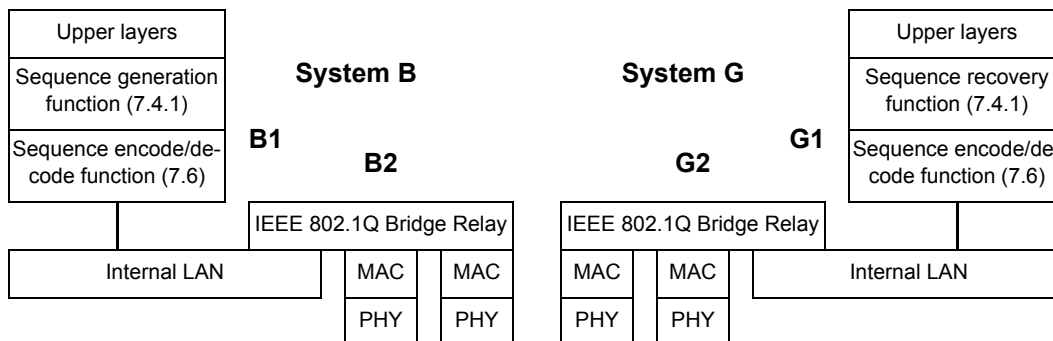 Upper layers
Sequence generation
function (7.4.1)
Sequence encode/de-
code function (7.6)
System B
B1
B2
IEEE 802.1Q Bridge Relay
Internal LAN
MAC
MAC
PHY
PHY
System G
G1
G2
Upper layers
Sequence recovery
function (7.4.1)
Sequence encode/de-
code function (7.6)
IEEE 802.1Q Bridge Relay
MAC
MAC
Internal LAN
PHY
PHY